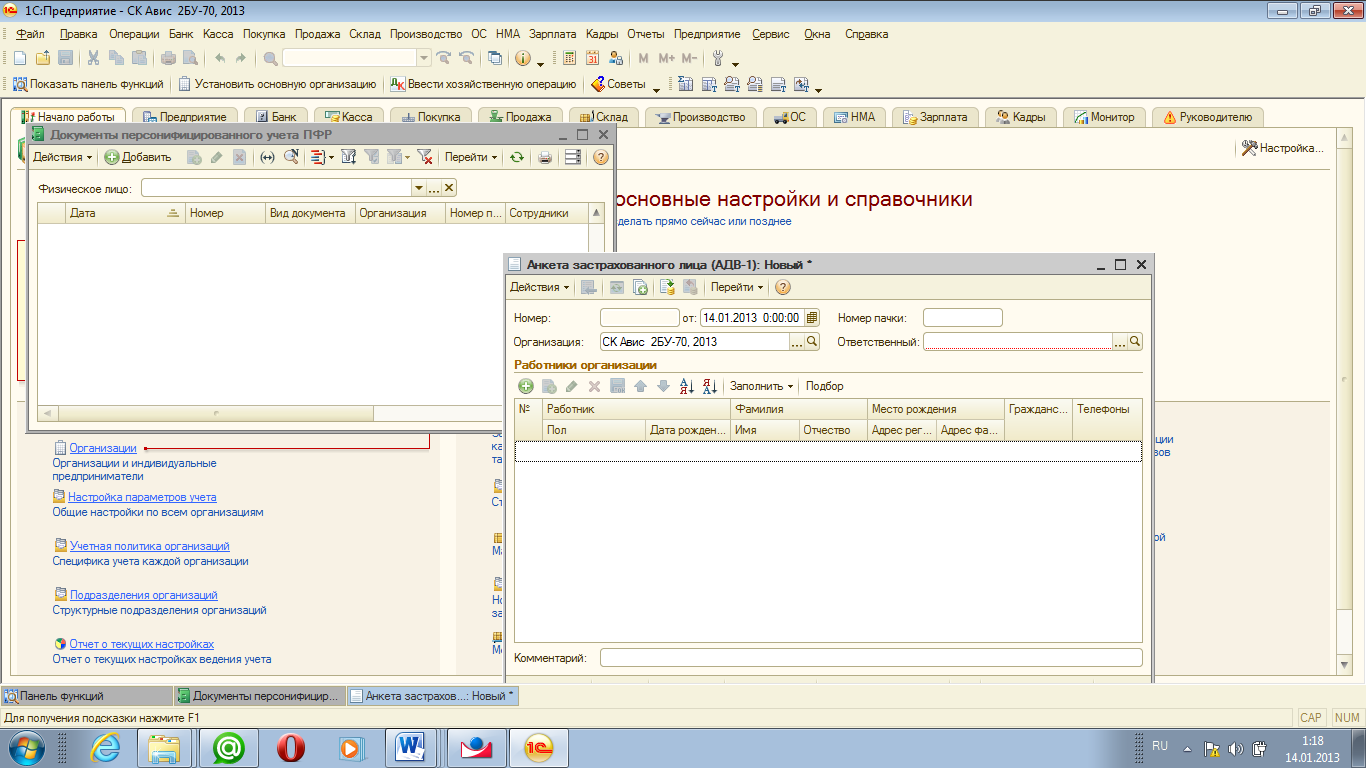 1С:Предприятие - СК Авис 2БУ-70, 2013
Файл Правка Операции Банк Касса Покупка Продажа Склад Производство ОС НМА Зарплата Кадры Отчеты Предприятие Сервис Окна Справка
M M+ M-
Показать панель функций Установить основную организацию Ввести хозяйственную операцию Советы
Начало работы Предприятие Банк Касса Покупка Продажа Склад Производство ОС НМА Зарплата Кадры Монитор Руководителю
Документы персонифицированного учета ПФР
Действия Добавить Перейти
Настройка...
Физическое лицо:
Дата Номер Вид документа Организация Номер п... Сотрудники
основные настройки и справочники
делать прямо сейчас или позднее
Анкета застрахованного лица (АДВ-1): Новый *
Действия Перейти
Номер: от: 14.01.2013 0:00:00 Номер пачки:
Организация: СК Авис 2БУ-70, 2013 Ответственный:
Работники организации
Заполнить Подбор
№ Работник Фамилия Место рождения Гражданс... Телефоны
Пол Дата рожден... Имя Отчество Адрес рег... Адрес фа...
Комментарий:
Организации
Организации и индивидуальные
предприниматели
Настройка параметров учета
Общие настройки по всем организациям
Учетная политика организаций
Специфика учета каждой организации
Подразделения организаций
Структурные подразделения организаций
Отчет о текущих настройках
Отчет о текущих настройках ведения учета
Панель функций Документы персонифицир... Анкета застрахов...: Новый *
Для получения подсказки нажмите F1
CAP NUM
RU
1:18
14.01.2013